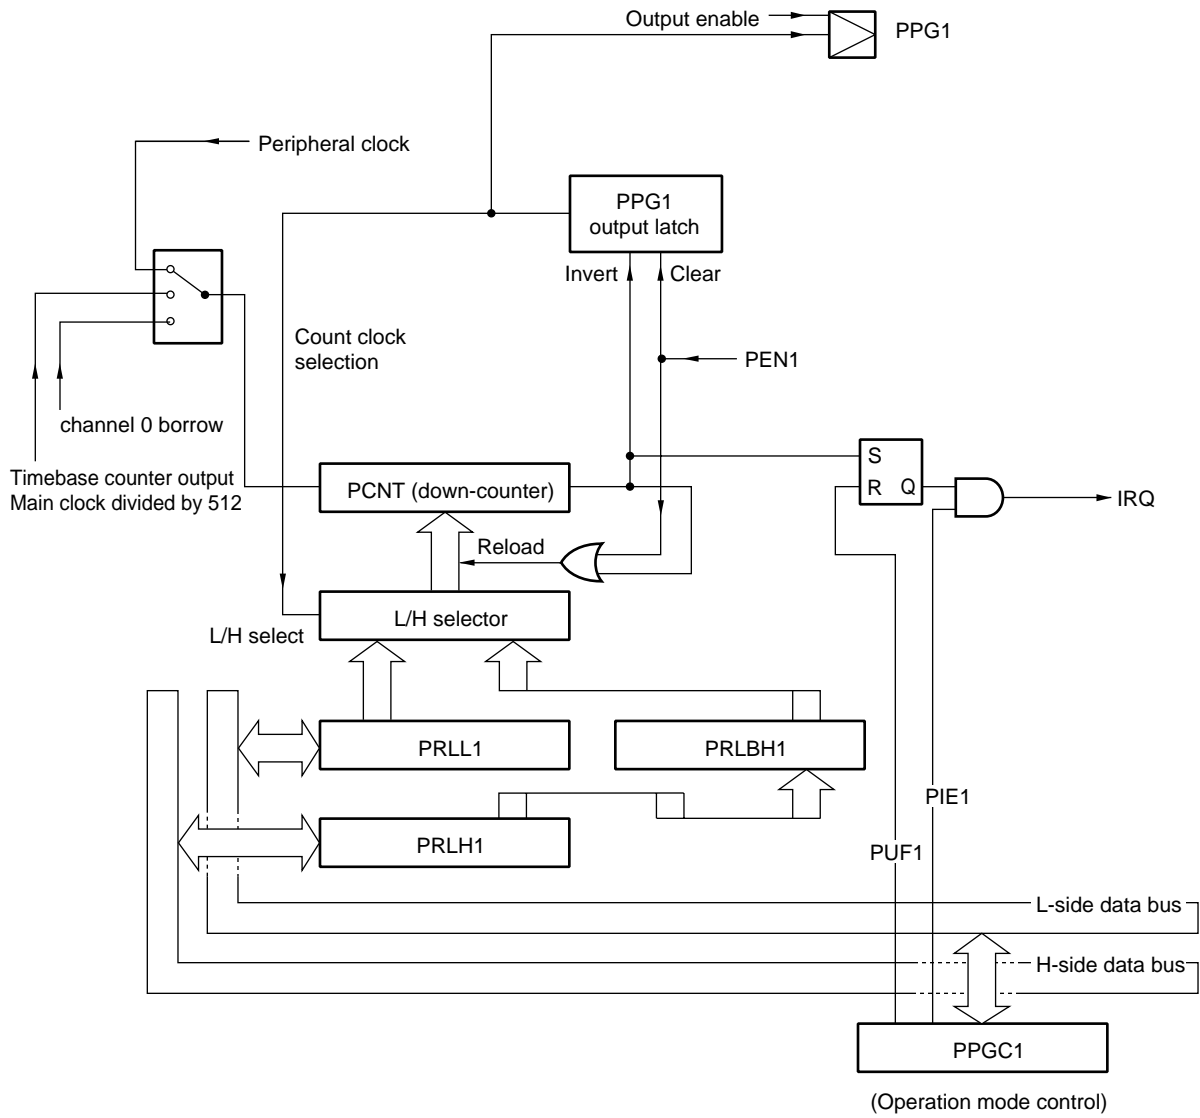 Output enable
PPG1
Peripheral clock
PPG1
output latch
Invert
Clear
Count clock
selection
PEN1
channel 0 borrow
Timebase counter output
Main clock divided by 512
PCNT (down-counter)
S
R
Q
IRQ
Reload
L/H selector
L/H select
PRLL1
PRLBH1
PIE1
PRLH1
PUF1
L-side data bus
H-side data bus
PPGC1
(Operation mode control)